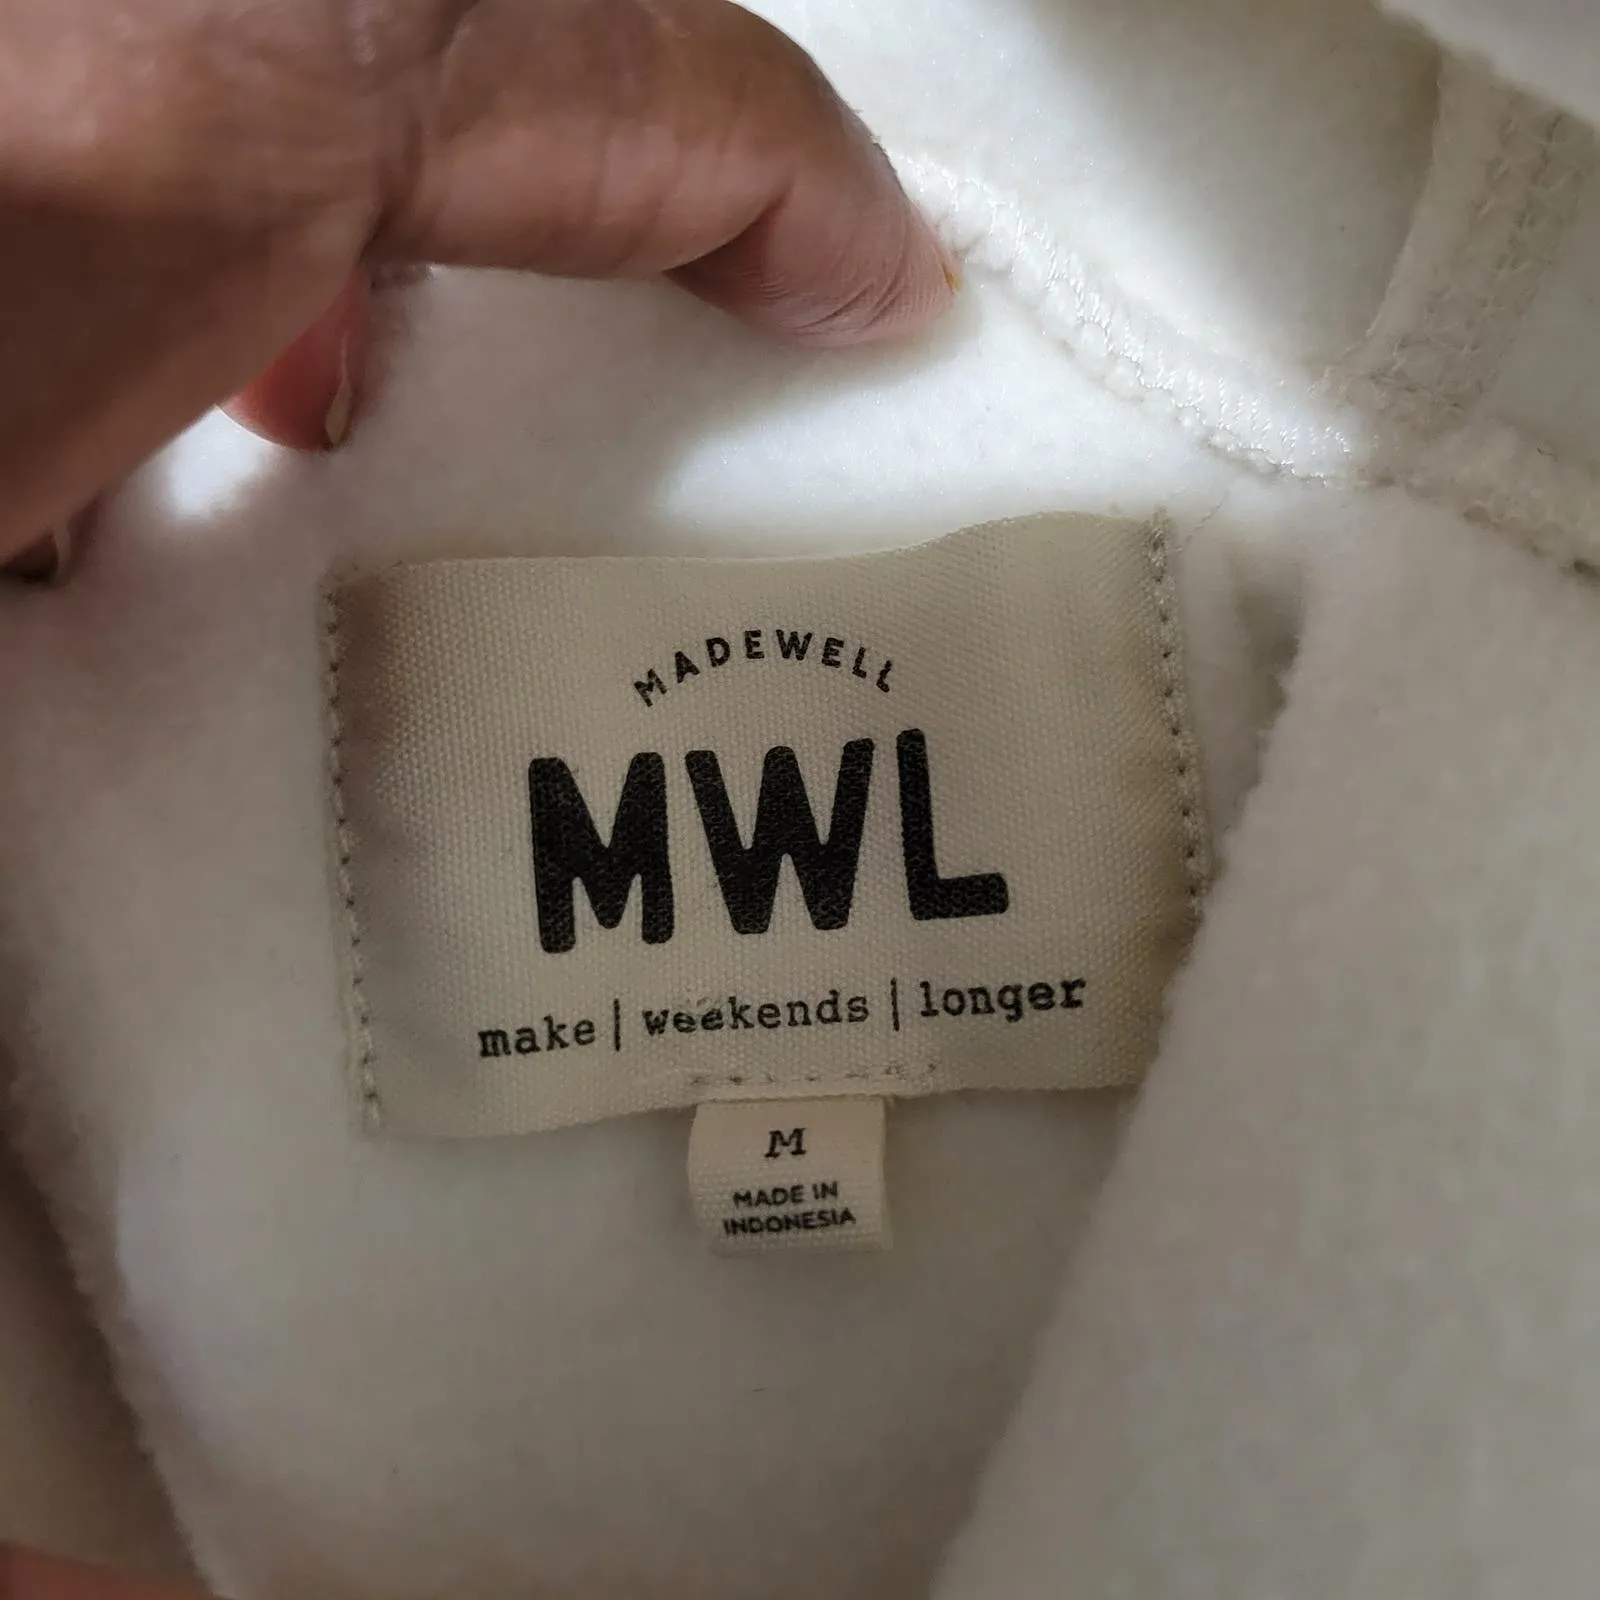 MADEWELL
MWL
make | weekends | longer
M
MADE IN
INDONESIA